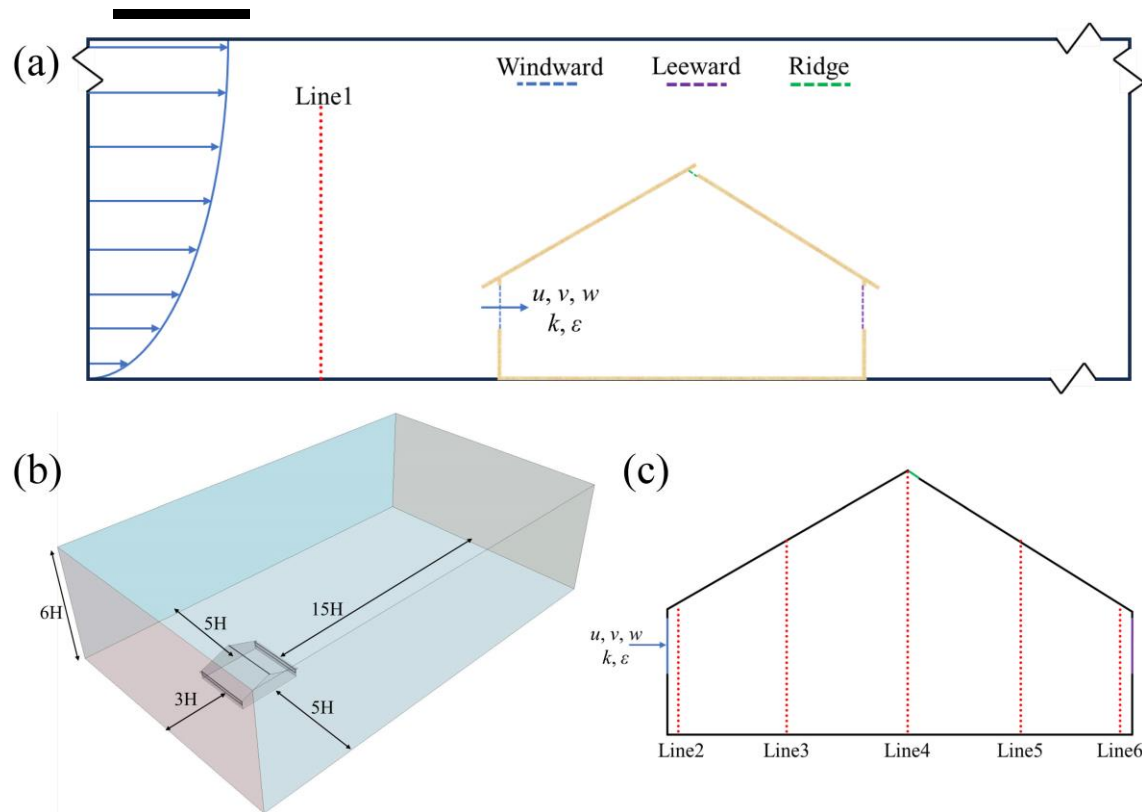 (a)
Windward Leeward Ridge
Line1
u, v, w
k, ε
(b)
6H
5H
15H
3H
5H
(c)
u, v, w
k, ε
Line2 Line3 Line4 Line5 Line6